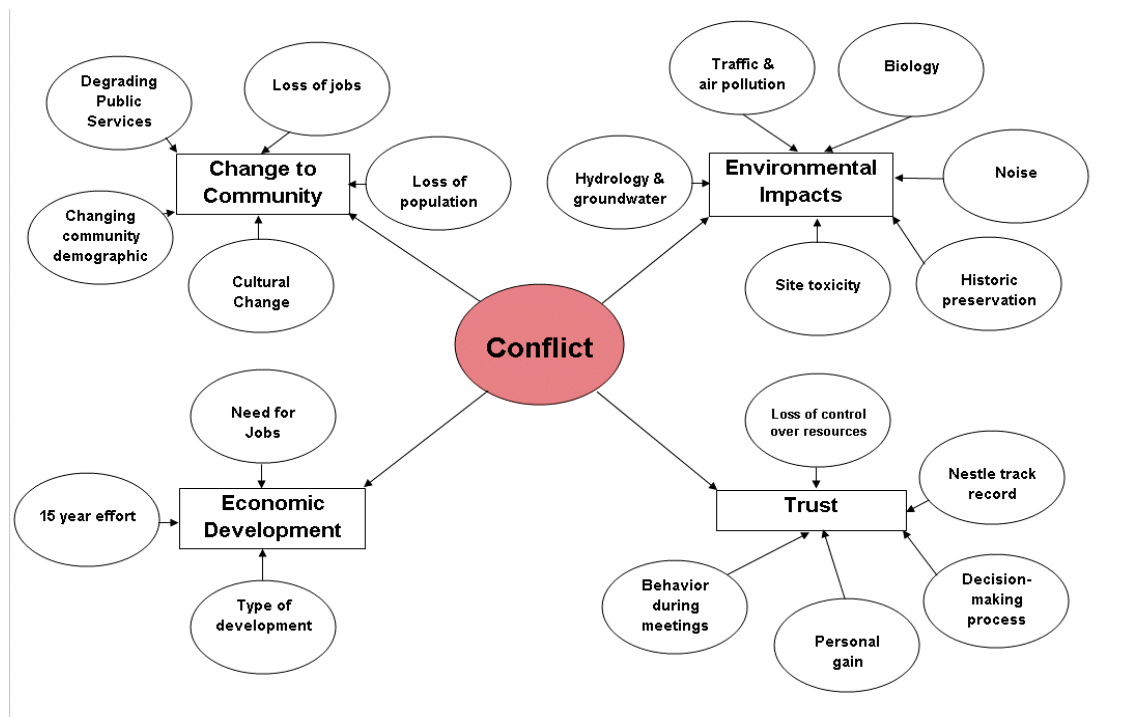 Degrading
Public
Services
Loss of jobs
Change to
Community
Loss of
population
Changing
community
demographic
Cultural
Change
Traffic &
air pollution
Biology
Hydrology &
groundwater
Environmental
Impacts
Noise
Site toxicity
Historic
preservation
Conflict
Need for
Jobs
15 year effort
Economic
Development
Type of
development
Loss of control
over resources
Nestle track
record
Trust
Behavior
during
meetings
Personal
gain
Decision-
making
process